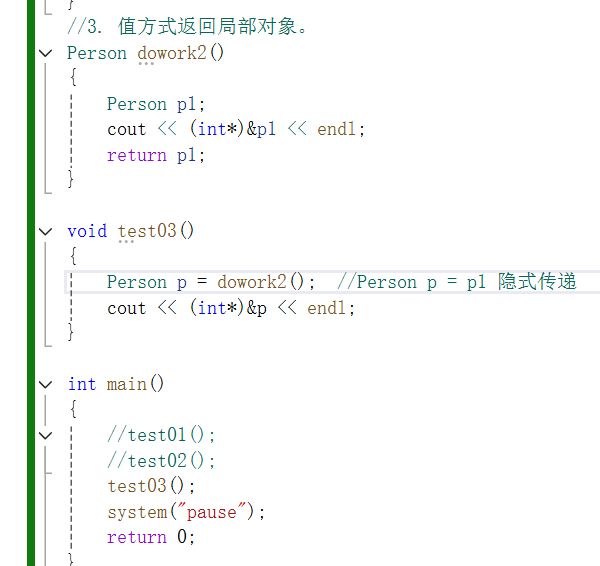 }
//3. 值方式返回局部对象。
Person dowork2()
{
Person p1;
cout << (int*)&p1 << endl;
return p1;
}
void test03()
{
Person p = dowork2(); //Person p = p1 隐式传递
cout << (int*)&p << endl;
}
int main()
{
//test01();
//test02();
test03();
system("pause");
return 0;
}